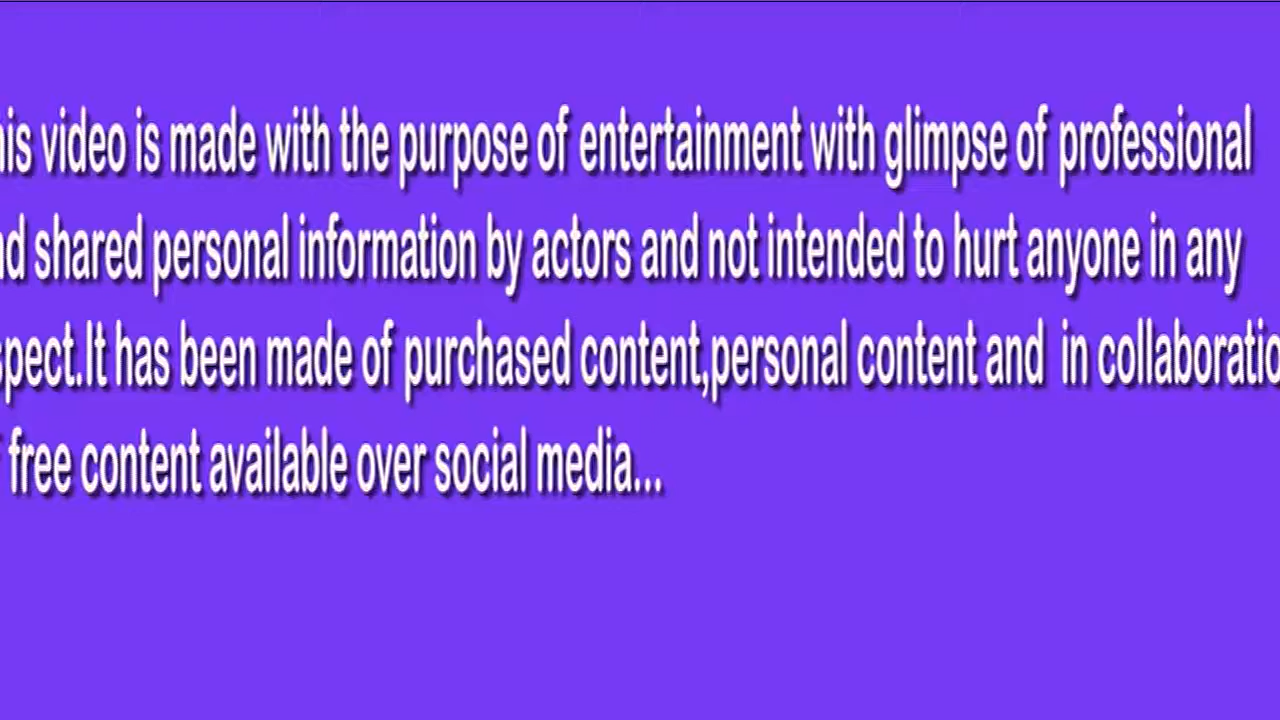 his video is made with the purpose of entertainment with glimpse of professional
nd shared personal information by actors and not intended to hurt anyone in any
spect.It has been made of purchased content,personal content and  in collaboratio
f free content available over social media...